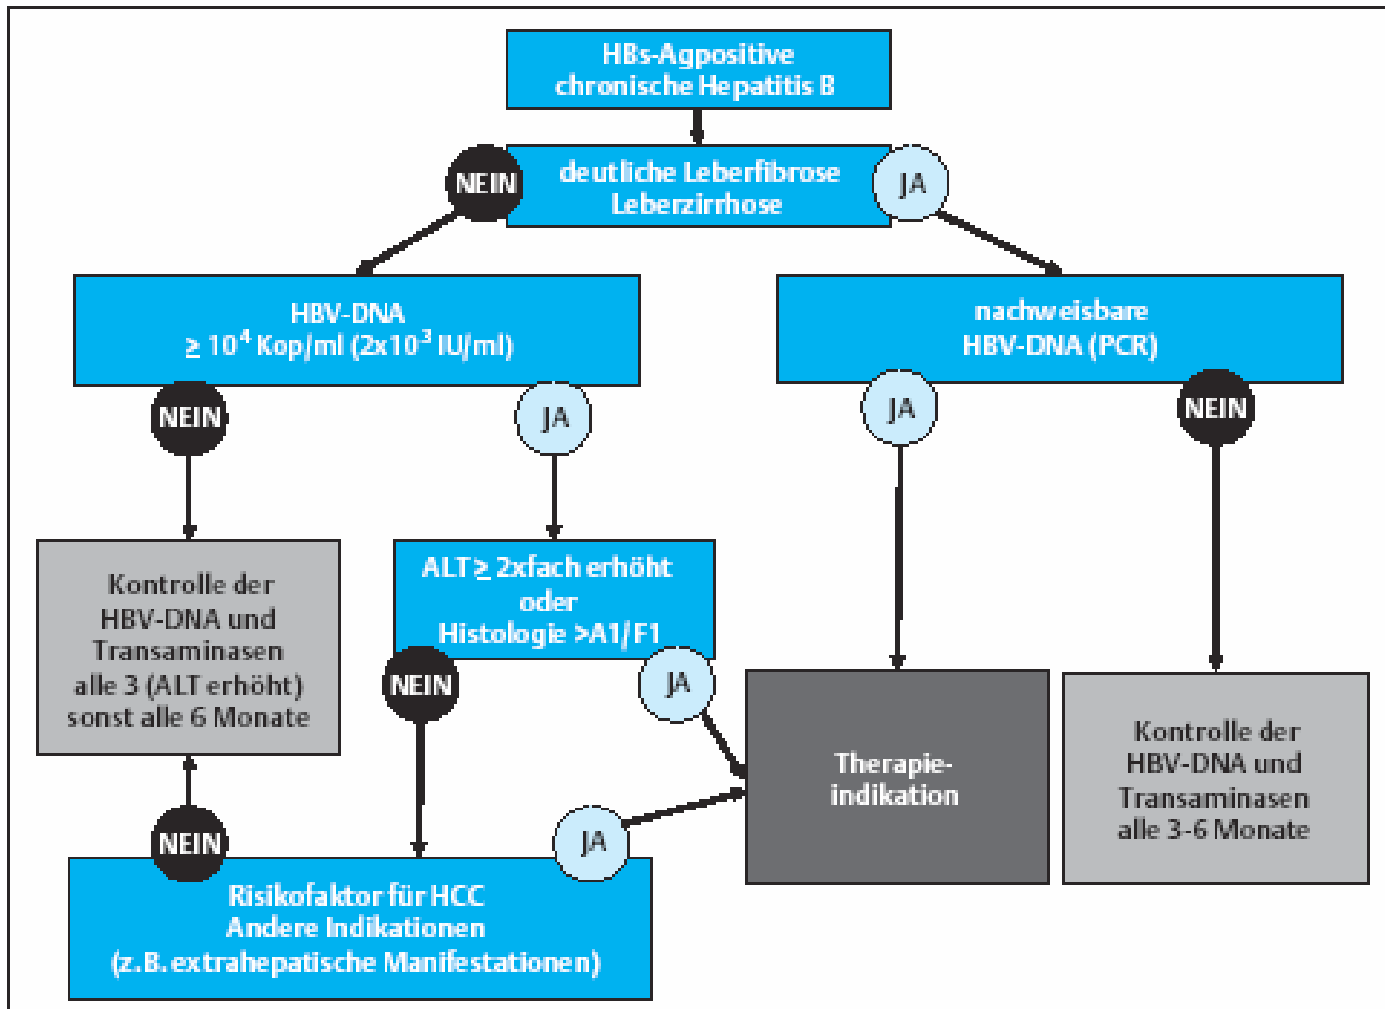 HBs-Agpositive
chronische Hepatitis B
NEIN
deutliche Leberfibrose
Leberzirrhose
JA
HBV-DNA
≥ 10⁴ Kop/ml (2x10⁻³ IU/ml)
nachweisbare
HBV-DNA (PCR)
NEIN
JA
JA
NEIN
Kontrolle der
HBV-DNA und
Transaminasen
alle 3 (ALT erhöht)
sonst alle 6 Monate
ALT ≥ 2xfach erhöht
oder
Histologie >A1/F1
NEIN
JA
Therapie-
indikation
Kontrolle der
HBV-DNA und
Transaminasen
alle 3-6 Monate
NEIN
JA
Risikofaktor für HCC
Andere Indikationen
(z.B. extrahepatische Manifestationen)